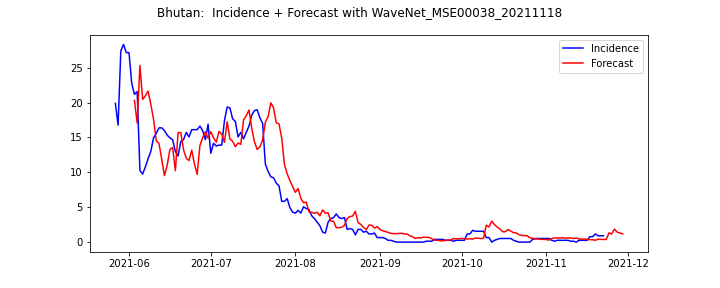 Bhutan:  Incidence + Forecast with WaveNet_MSE00038_20211118
Incidence
Forecast
25
20
15
10
5
0
2021-06 2021-07 2021-08 2021-09 2021-10 2021-11 2021-12